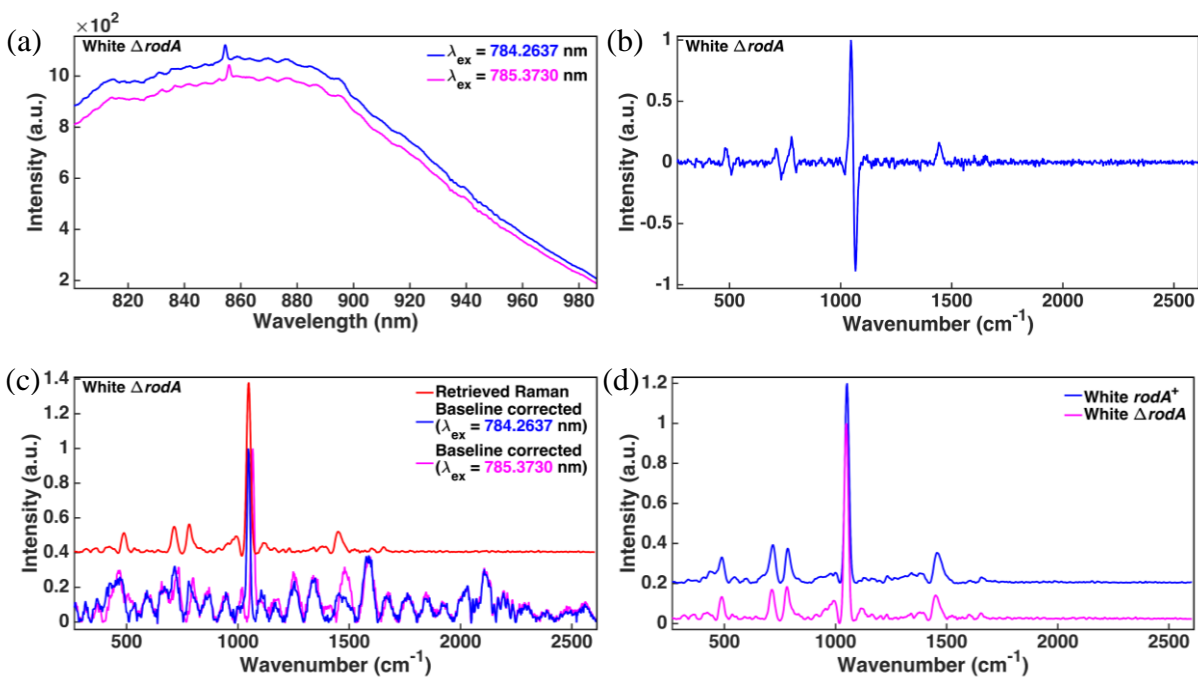 (a)
×10²
White ΔrodA
λex = 784.2637 nm
λex = 785.3730 nm
10
8
6
4
2
820 840 860 880 900 920 940 960 980
Intensity (a.u.)
Wavelength (nm)
(b)
White ΔrodA
1
0.5
0
-0.5
-1
500 1000 1500 2000 2500
Intensity (a.u.)
Wavenumber (cm⁻¹)
(c)
White ΔrodA
Retrieved Raman
Baseline corrected
(λex = 784.2637 nm)
Baseline corrected
(λex = 785.3730 nm)
1.4
1.2
1
0.8
0.6
0.4
0.2
0
500 1000 1500 2000 2500
Intensity (a.u.)
Wavenumber (cm⁻¹)
(d)
White rodA⁺
White ΔrodA
1.2
1
0.8
0.6
0.4
0.2
0
500 1000 1500 2000 2500
Intensity (a.u.)
Wavenumber (cm⁻¹)